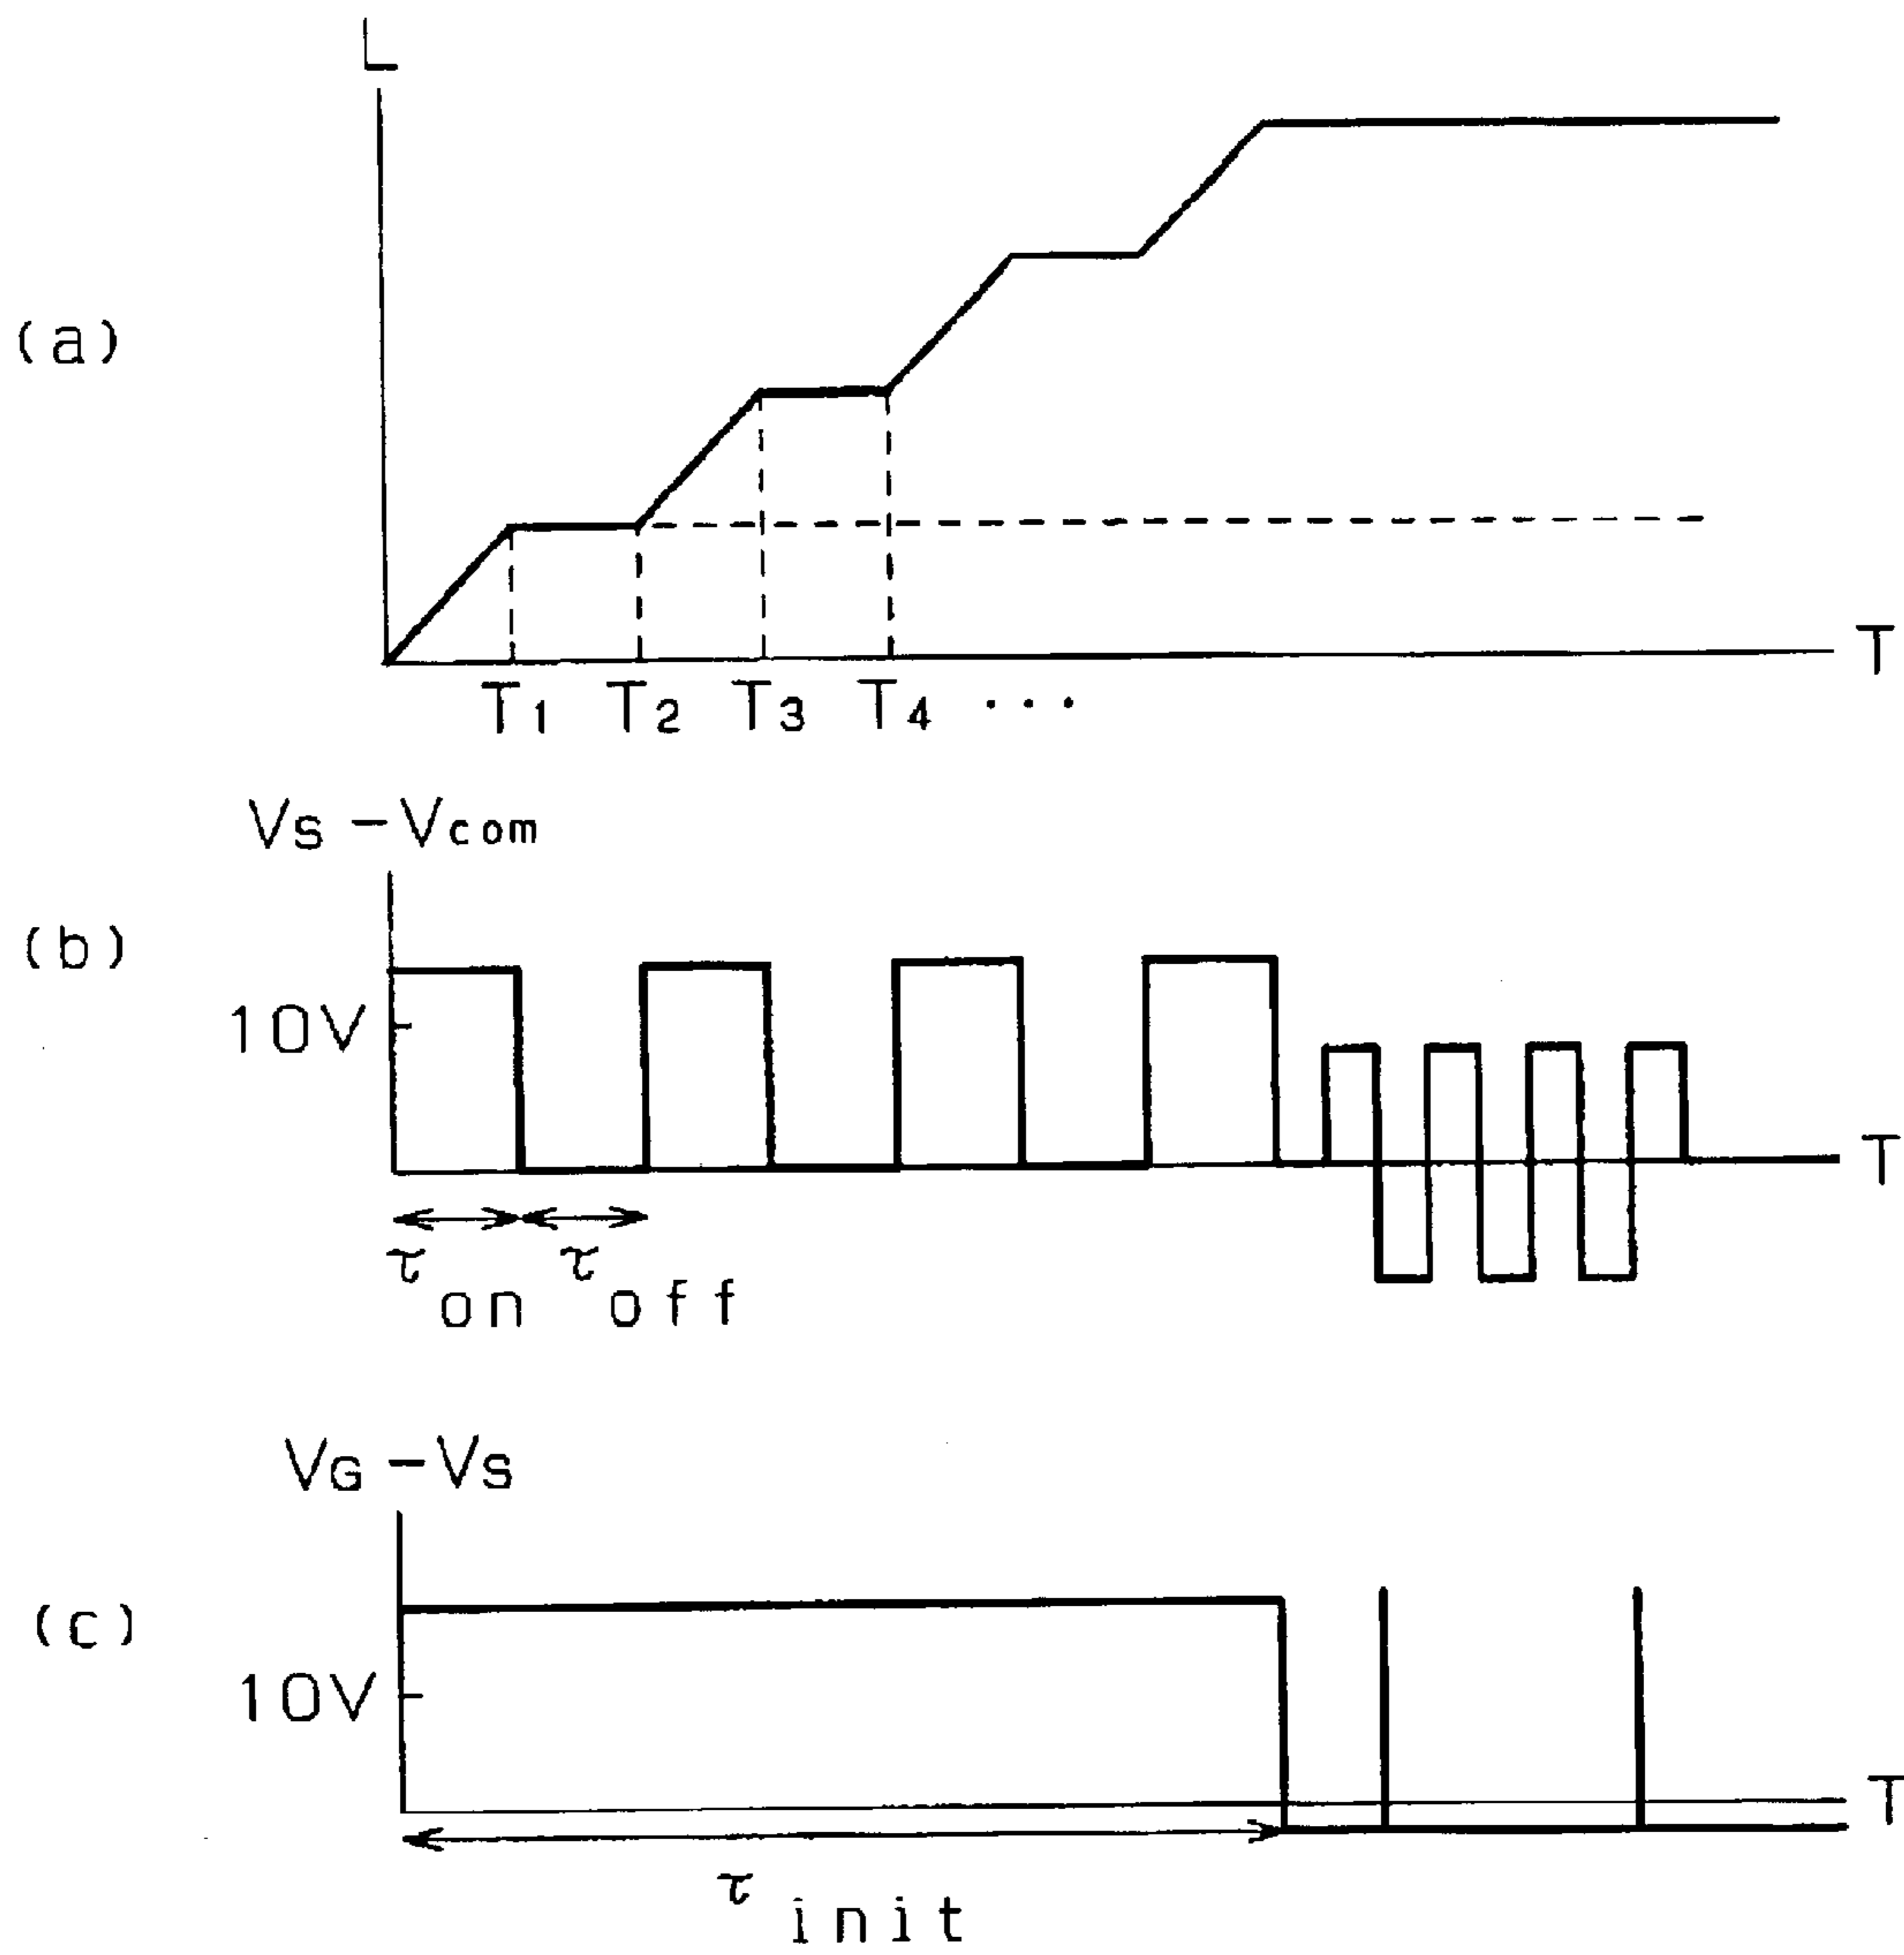 L
(a)
T
T1 T2 T3 T4 ···
Vs-Vcom
(b)
10V
T
τon τoff
VG-Vs
(c)
10V
T
τinit